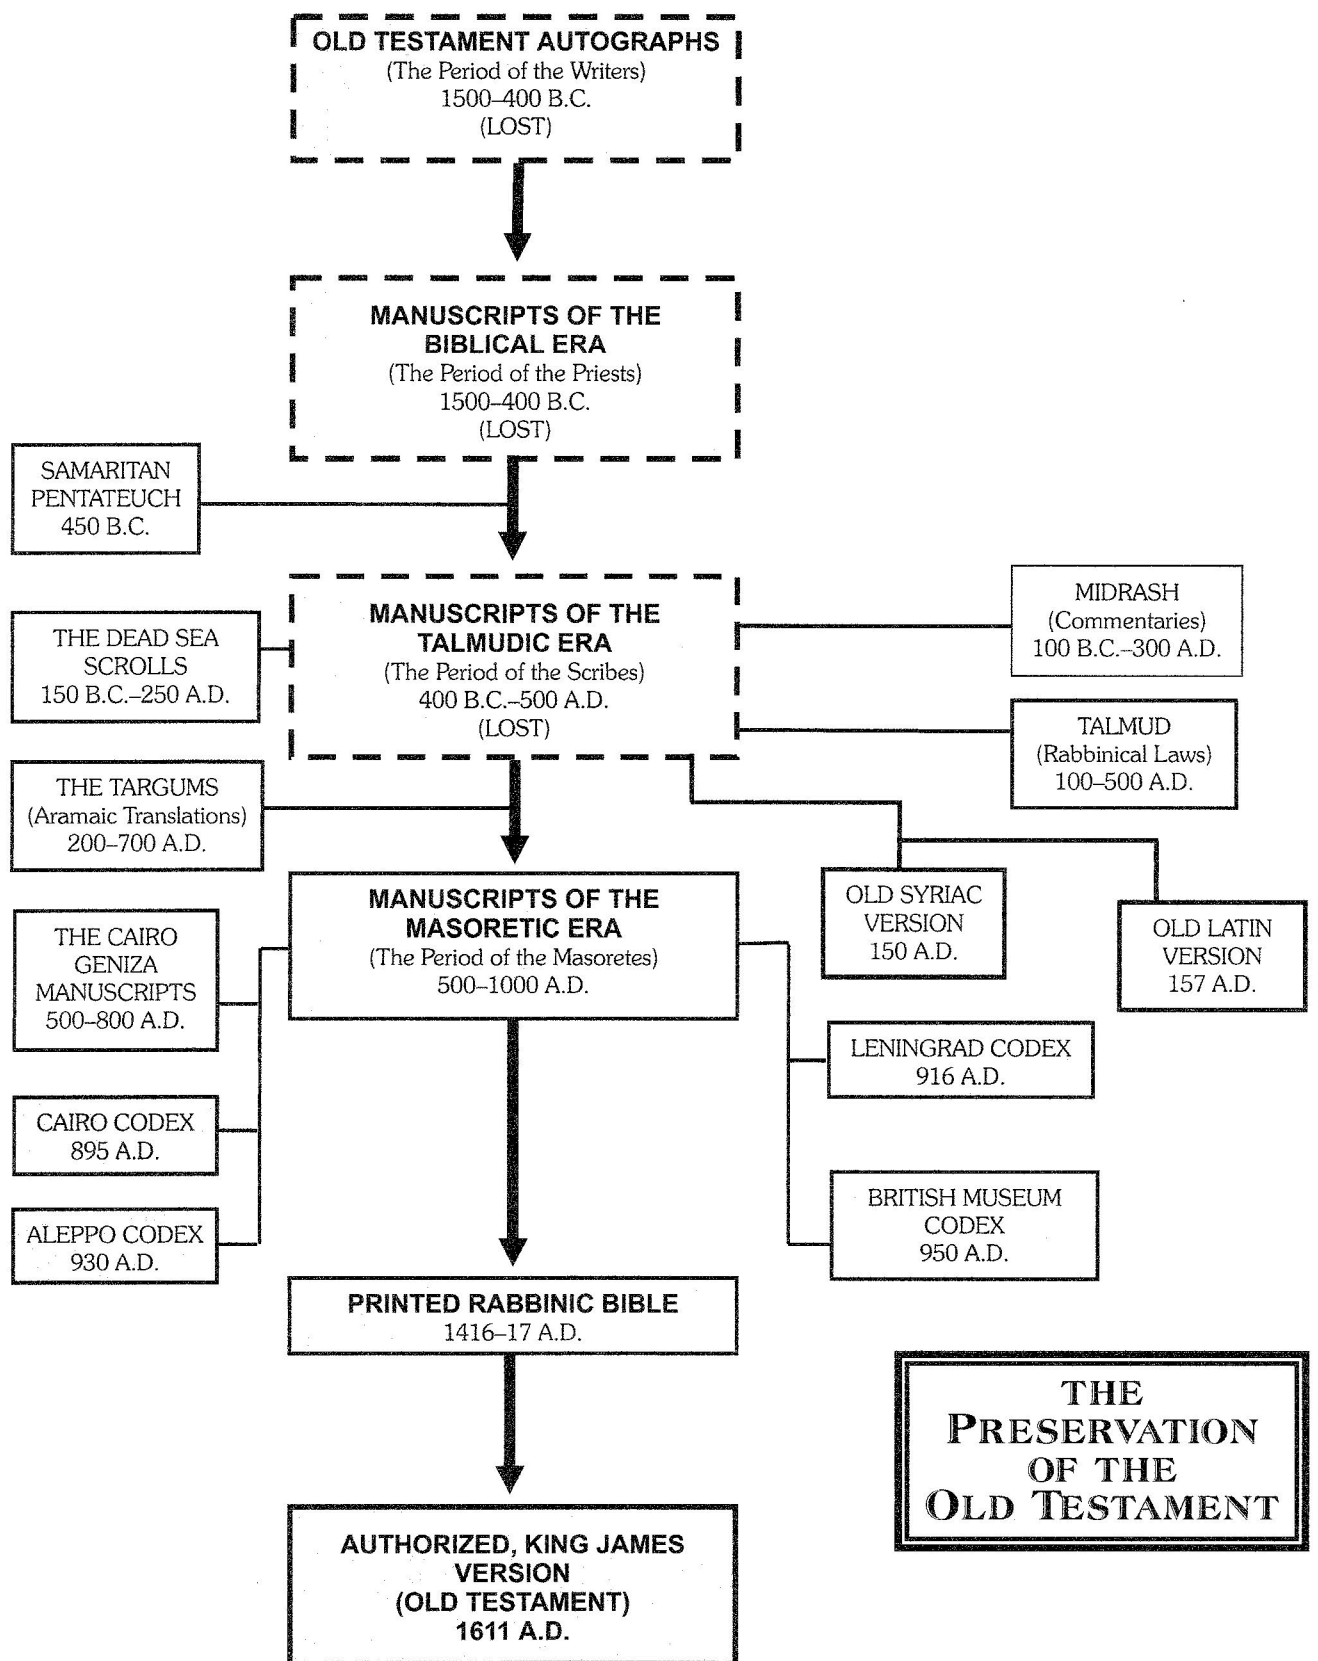 OLD TESTAMENT AUTOGRAPHS
(The Period of the Writers)
1500–400 B.C.
(LOST)
MANUSCRIPTS OF THE
BIBLICAL ERA
(The Period of the Priests)
1500–400 B.C.
(LOST)
SAMARITAN
PENTATEUCH
450 B.C.
MANUSCRIPTS OF THE
TALMUDIC ERA
(The Period of the Scribes)
400 B.C.–500 A.D.
(LOST)
MIDRASH
(Commentaries)
100 B.C.–300 A.D.
THE DEAD SEA
SCROLLS
150 B.C.–250 A.D.
TALMUD
(Rabbinical Laws)
100–500 A.D.
THE TARGUMS
(Aramaic Translations)
200–700 A.D.
MANUSCRIPTS OF THE
MASORETIC ERA
(The Period of the Masoretes)
500–1000 A.D.
OLD SYRIAC
VERSION
150 A.D.
OLD LATIN
VERSION
157 A.D.
THE CAIRO
GENIZA
MANUSCRIPTS
500–800 A.D.
LENINGRAD CODEX
916 A.D.
CAIRO CODEX
895 A.D.
BRITISH MUSEUM
CODEX
950 A.D.
ALEPPO CODEX
930 A.D.
PRINTED RABBINIC BIBLE
1416–17 A.D.
THE
PRESERVATION
OF THE
OLD TESTAMENT
AUTHORIZED, KING JAMES
VERSION
(OLD TESTAMENT)
1611 A.D.